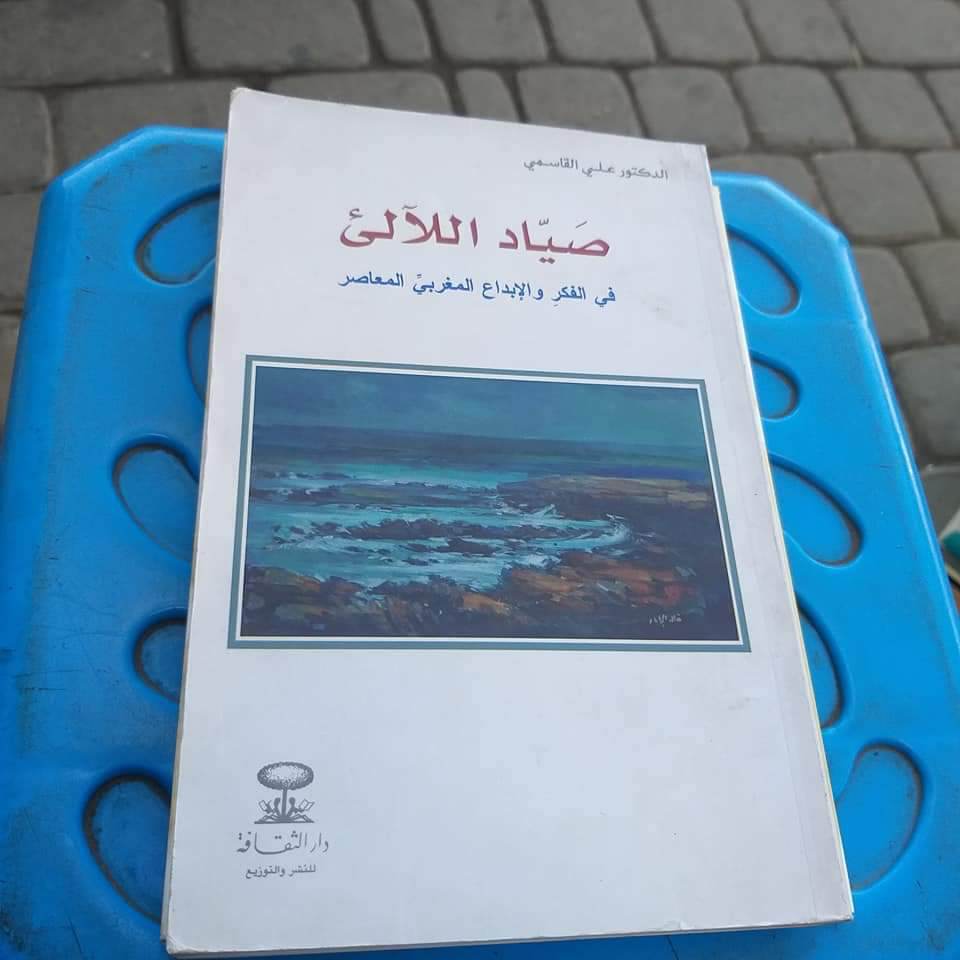 الدكتور علي القاسمي
صَيّاد اللآلئ
في الفكرِ والإبداع المغربيِّ المعاصر
دار الثقافة
للنشر والتوزيع